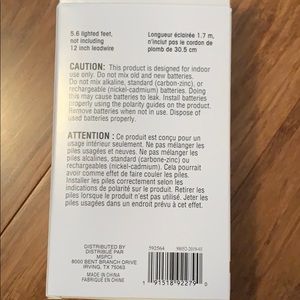 5.6 lighted feet,
not including
12 inch leadwire
Longueur éclairée 1.7 m,
n'inclut pas le cordon de
plomb de 30.5 cm
CAUTION: This product is designed for indoor
use only. Do not mix old and new batteries.
Do not mix alkaline, standard (carbon-zinc) or
rechargeable (nickel-cadmium) batteries. Doing
this may cause batteries to leak. Install batteries
using the polarity guides on the product.
Remove batteries when not in use. Dispose of
used batteries properly.
ATTENTION : Ce produit est conçu pour un
usage intérieur seulement. Ne pas mélanger les
piles usagées et neuves. Ne pas mélanger les
piles alcalines, standard (carbone-zinc) ou
rechargeables (nickel-cadmium). Cela pourrait
avoir comme effet de faire couler les piles.
Installer les piles correctement selon les
indications de polarité sur le produit. Retirer les
piles lorsque le produit n'est pas utilisé. Jeter les
piles usées dans un endroit prévu à cet effet.
DISTRIBUTED BY
DISTRIBUÉ PAR
MSPCI
8000 BENT BRANCH DRIVE
IRVING, TX 75063
MADE IN CHINA
FABRIQUÉ EN CHINE
592564
1 91518 92279 0